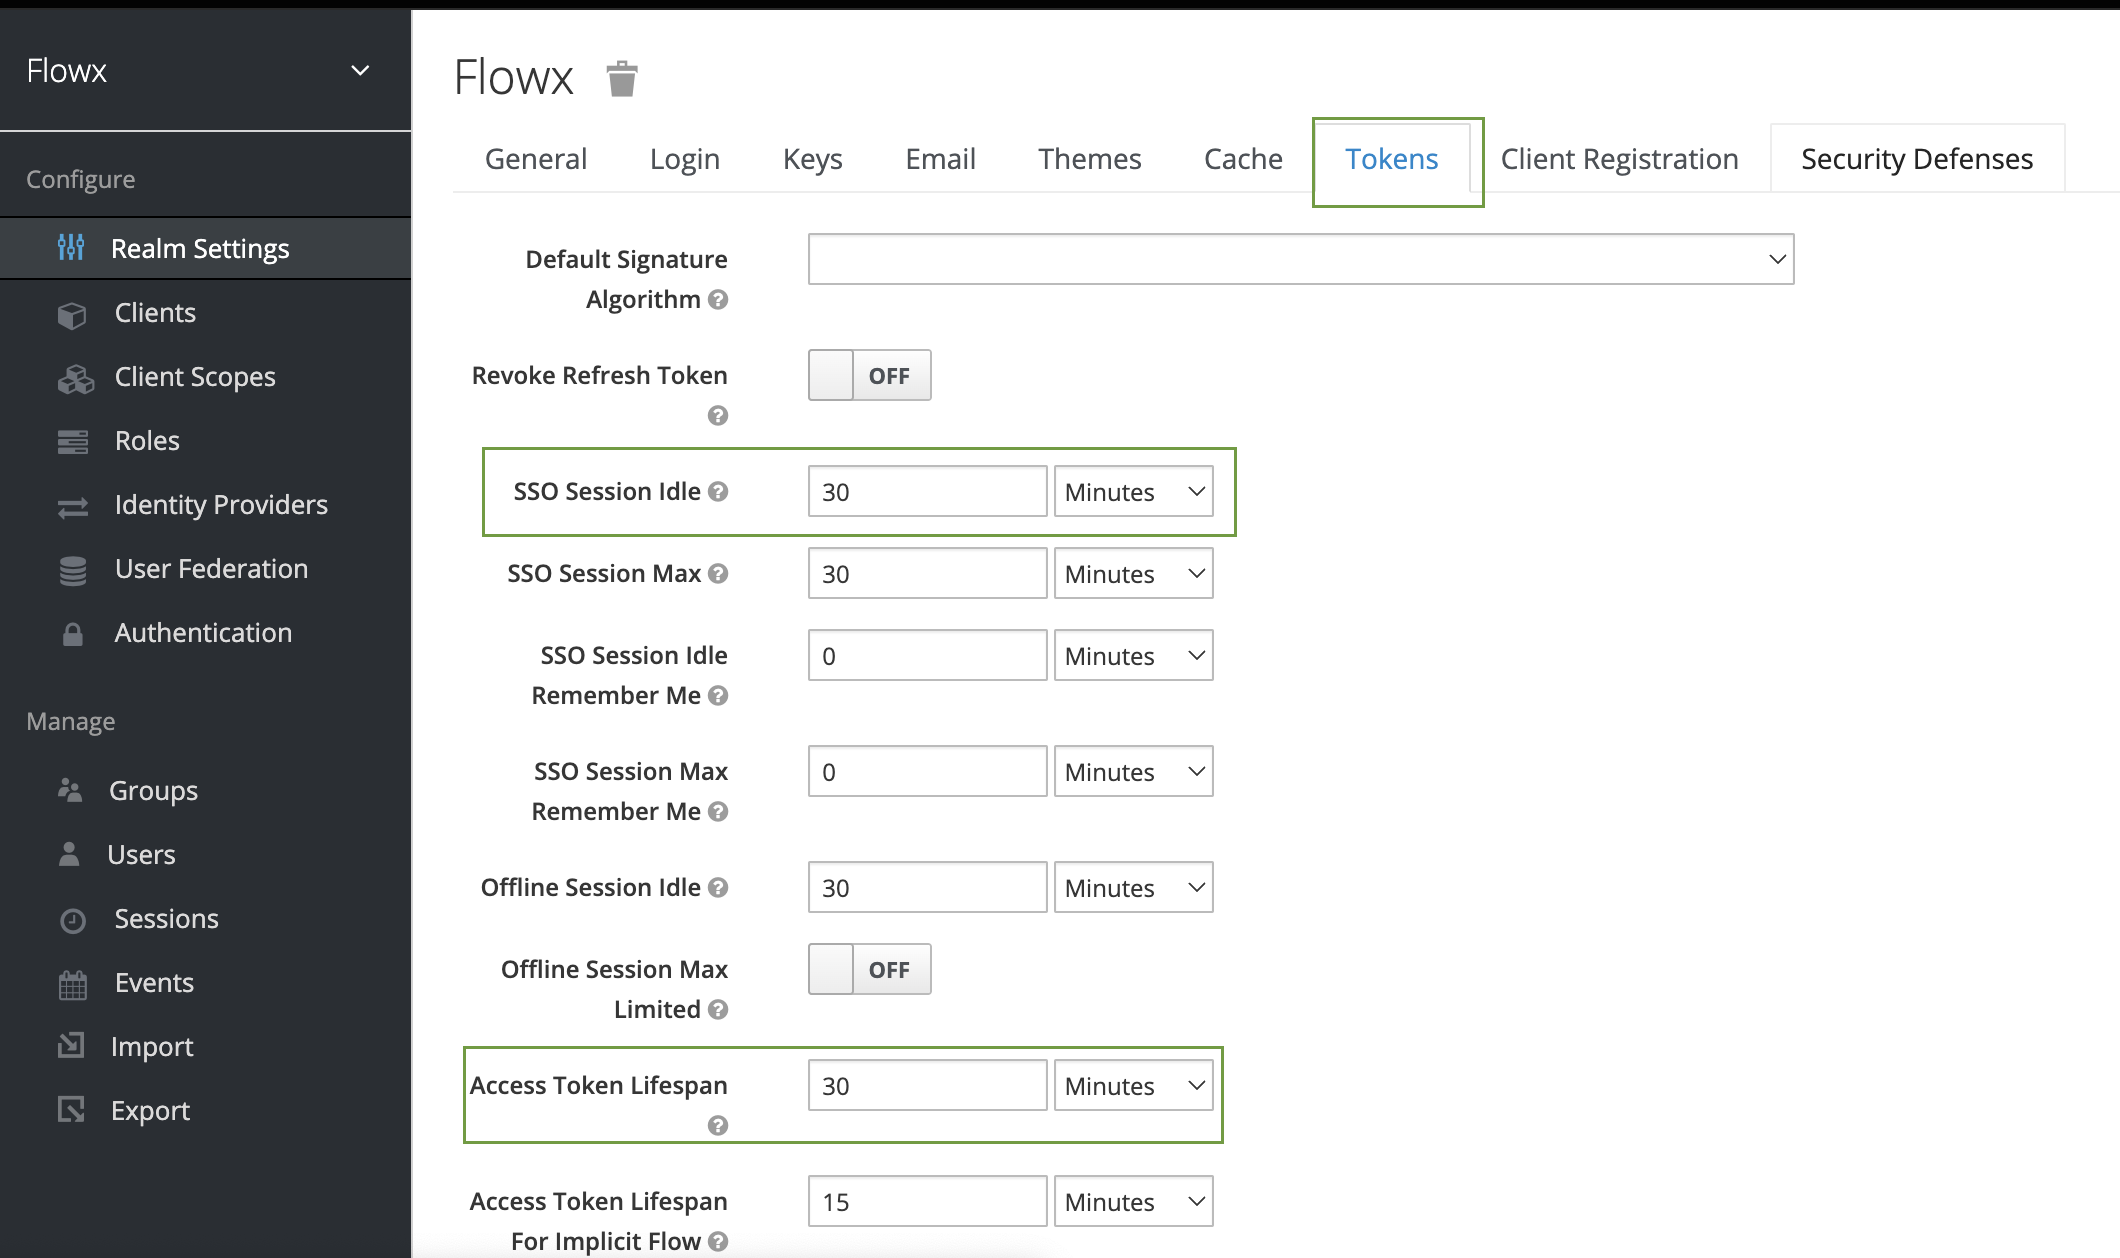 Flowx
Configure
Realm Settings
Clients
Client Scopes
Roles
Identity Providers
User Federation
Authentication
Manage
Groups
Users
Sessions
Events
Import
Export
Flowx
General Login Keys Email Themes Cache Tokens Client Registration Security Defenses
Default Signature
Algorithm
Revoke Refresh Token OFF
SSO Session Idle 30 Minutes
SSO Session Max 30 Minutes
SSO Session Idle 0 Minutes
Remember Me
SSO Session Max 0 Minutes
Remember Me
Offline Session Idle 30 Minutes
Offline Session Max OFF
Limited
Access Token Lifespan 30 Minutes
Access Token Lifespan 15 Minutes
For Implicit Flow